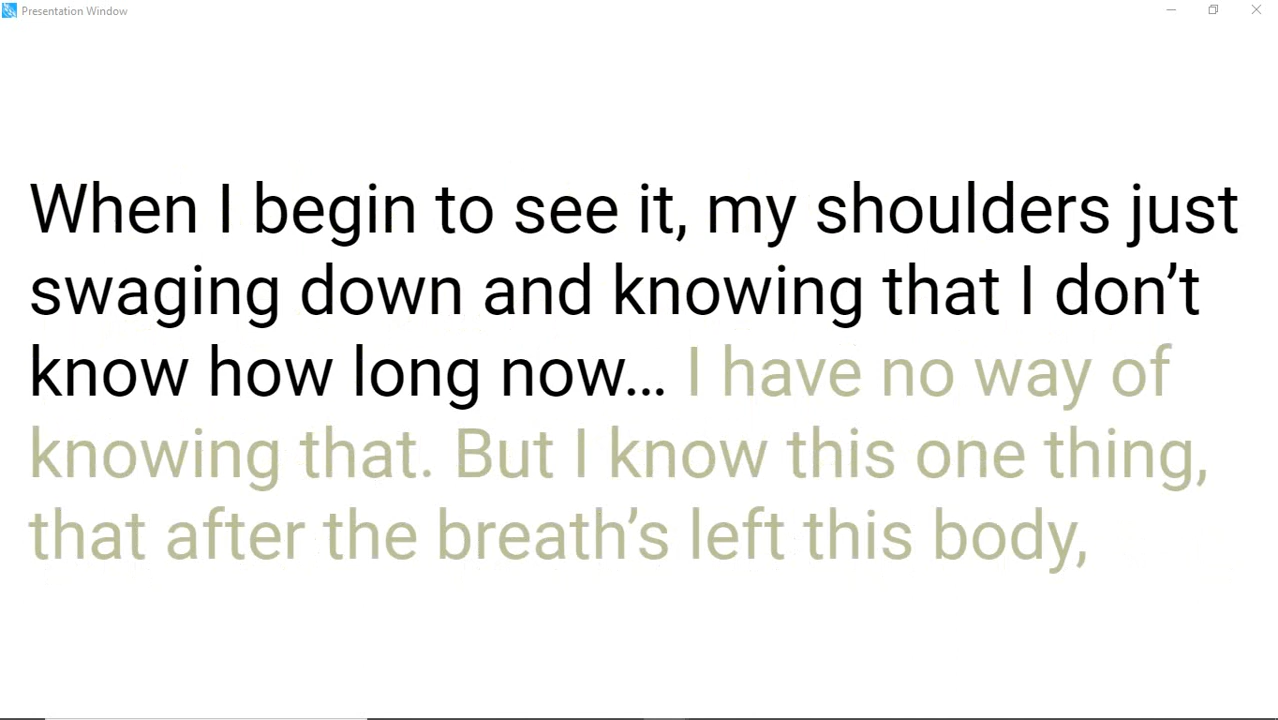 Presentation Window
When I begin to see it, my shoulders just
swaging down and knowing that I don’t
know how long now... I have no way of
knowing that. But I know this one thing,
that after the breath’s left this body,